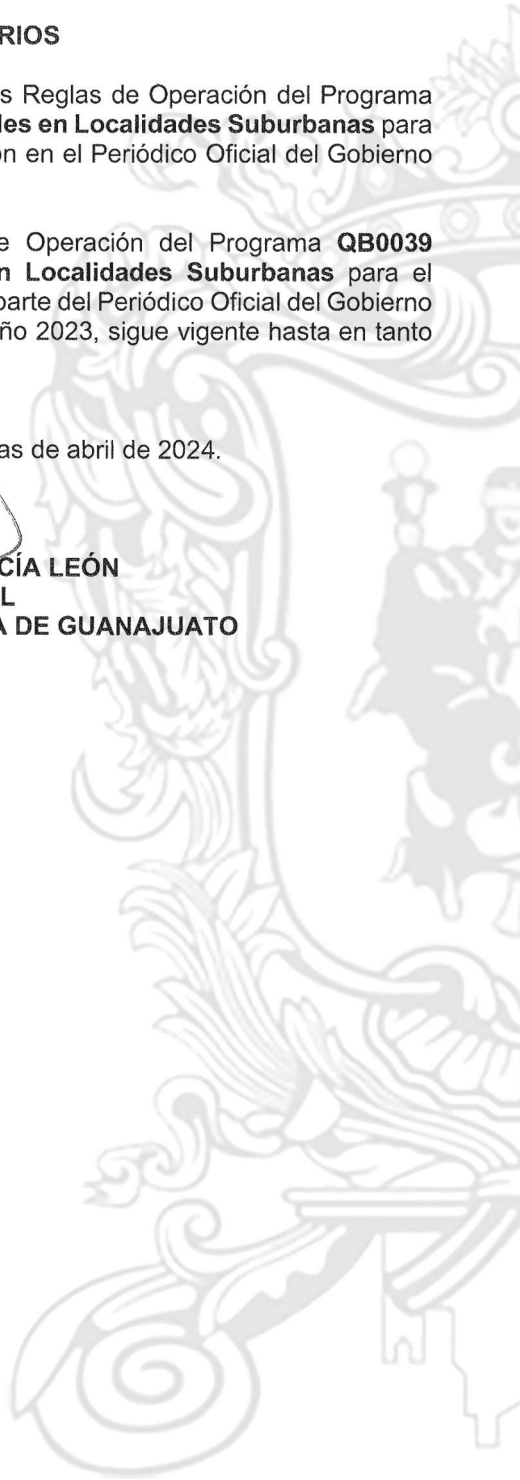 RIOS
s Reglas de Operación del Programa
les en Localidades Suburbanas para
ón en el Periódico Oficial del Gobierno
e Operación del Programa QB0039
n Localidades Suburbanas para el
parte del Periódico Oficial del Gobierno
ño 2023, sigue vigente hasta en tanto
as de abril de 2024.
CÍA LEÓN
L
A DE GUANAJUATO